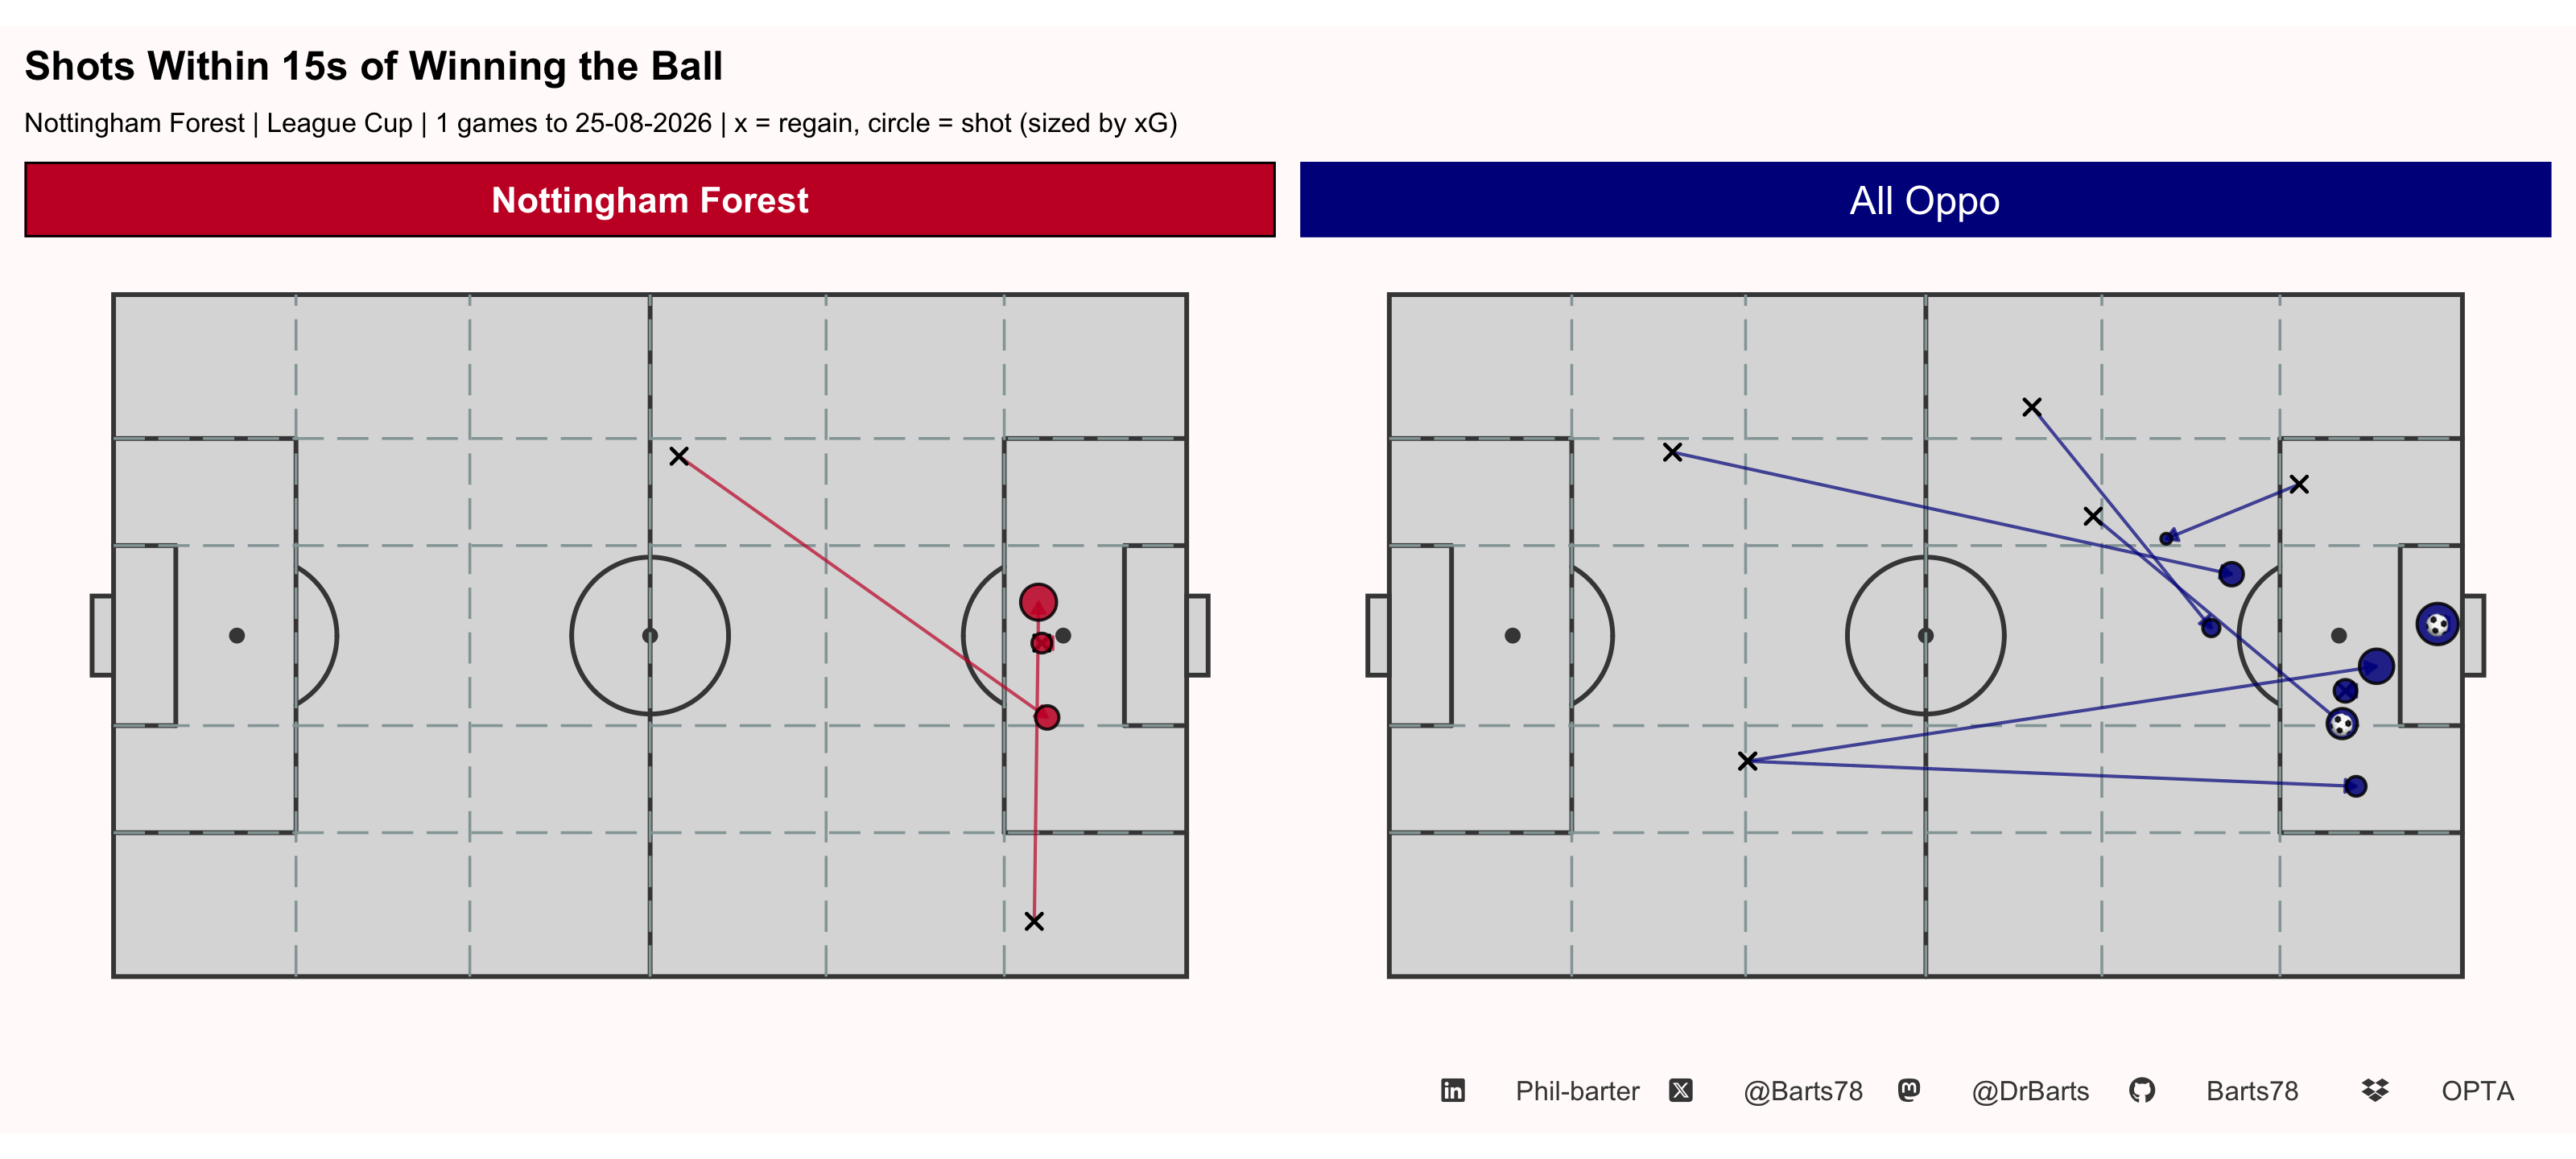 Shots Within 15s of Winning the Ball
Nottingham Forest | League Cup | 1 games to 25-08-2026 | x = regain, circle = shot (sized by xG)
Nottingham Forest
All Oppo
Phil-barter @Barts78 @DrBarts Barts78 OPTA